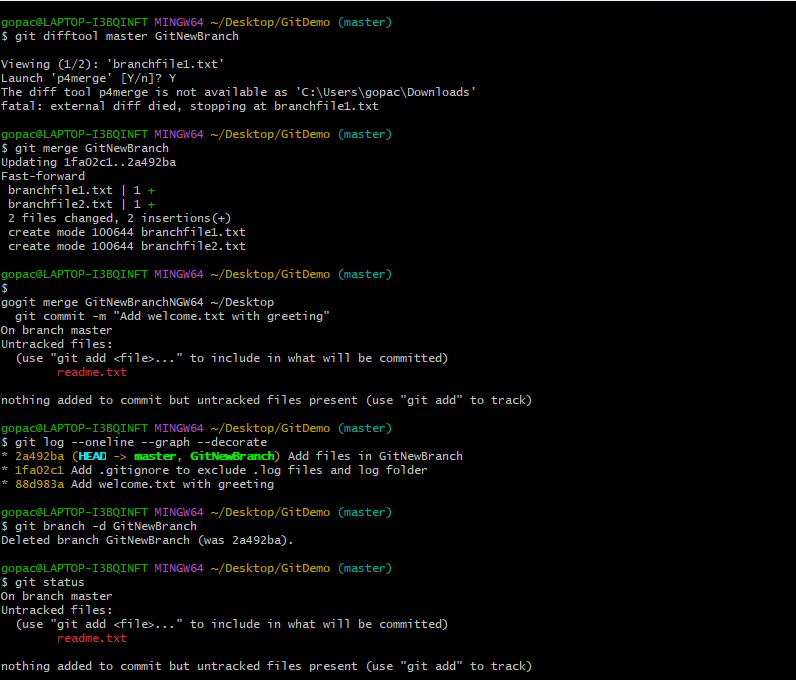 gopac@LAPTOP-I3BQINFT MINGW64 ~/Desktop/GitDemo (master)
$ git difftool master GitNewBranch
Viewing (1/2): 'branchfile1.txt'
Launch 'p4merge' [Y/n]? Y
The diff tool p4merge is not available as 'C:\Users\gopac\Downloads'
fatal: external diff died, stopping at branchfile1.txt
gopac@LAPTOP-I3BQINFT MINGW64 ~/Desktop/GitDemo (master)
$ git merge GitNewBranch
Updating 1fa02c1..2a492ba
Fast-forward
 branchfile1.txt | 1 +
 branchfile2.txt | 1 +
 2 files changed, 2 insertions(+)
 create mode 100644 branchfile1.txt
 create mode 100644 branchfile2.txt
gopac@LAPTOP-I3BQINFT MINGW64 ~/Desktop/GitDemo (master)
$
gogit merge GitNewBranchNGW64 ~/Desktop
  git commit -m "Add welcome.txt with greeting"
On branch master
Untracked files:
  (use "git add <file>..." to include in what will be committed)
        readme.txt
nothing added to commit but untracked files present (use "git add" to track)
gopac@LAPTOP-I3BQINFT MINGW64 ~/Desktop/GitDemo (master)
$ git log --oneline --graph --decorate
* 2a492ba (HEAD -> master, GitNewBranch) Add files in GitNewBranch
* 1fa02c1 Add .gitignore to exclude .log files and log folder
* 88d983a Add welcome.txt with greeting
gopac@LAPTOP-I3BQINFT MINGW64 ~/Desktop/GitDemo (master)
$ git branch -d GitNewBranch
Deleted branch GitNewBranch (was 2a492ba).
gopac@LAPTOP-I3BQINFT MINGW64 ~/Desktop/GitDemo (master)
$ git status
On branch master
Untracked files:
  (use "git add <file>..." to include in what will be committed)
        readme.txt
nothing added to commit but untracked files present (use "git add" to track)